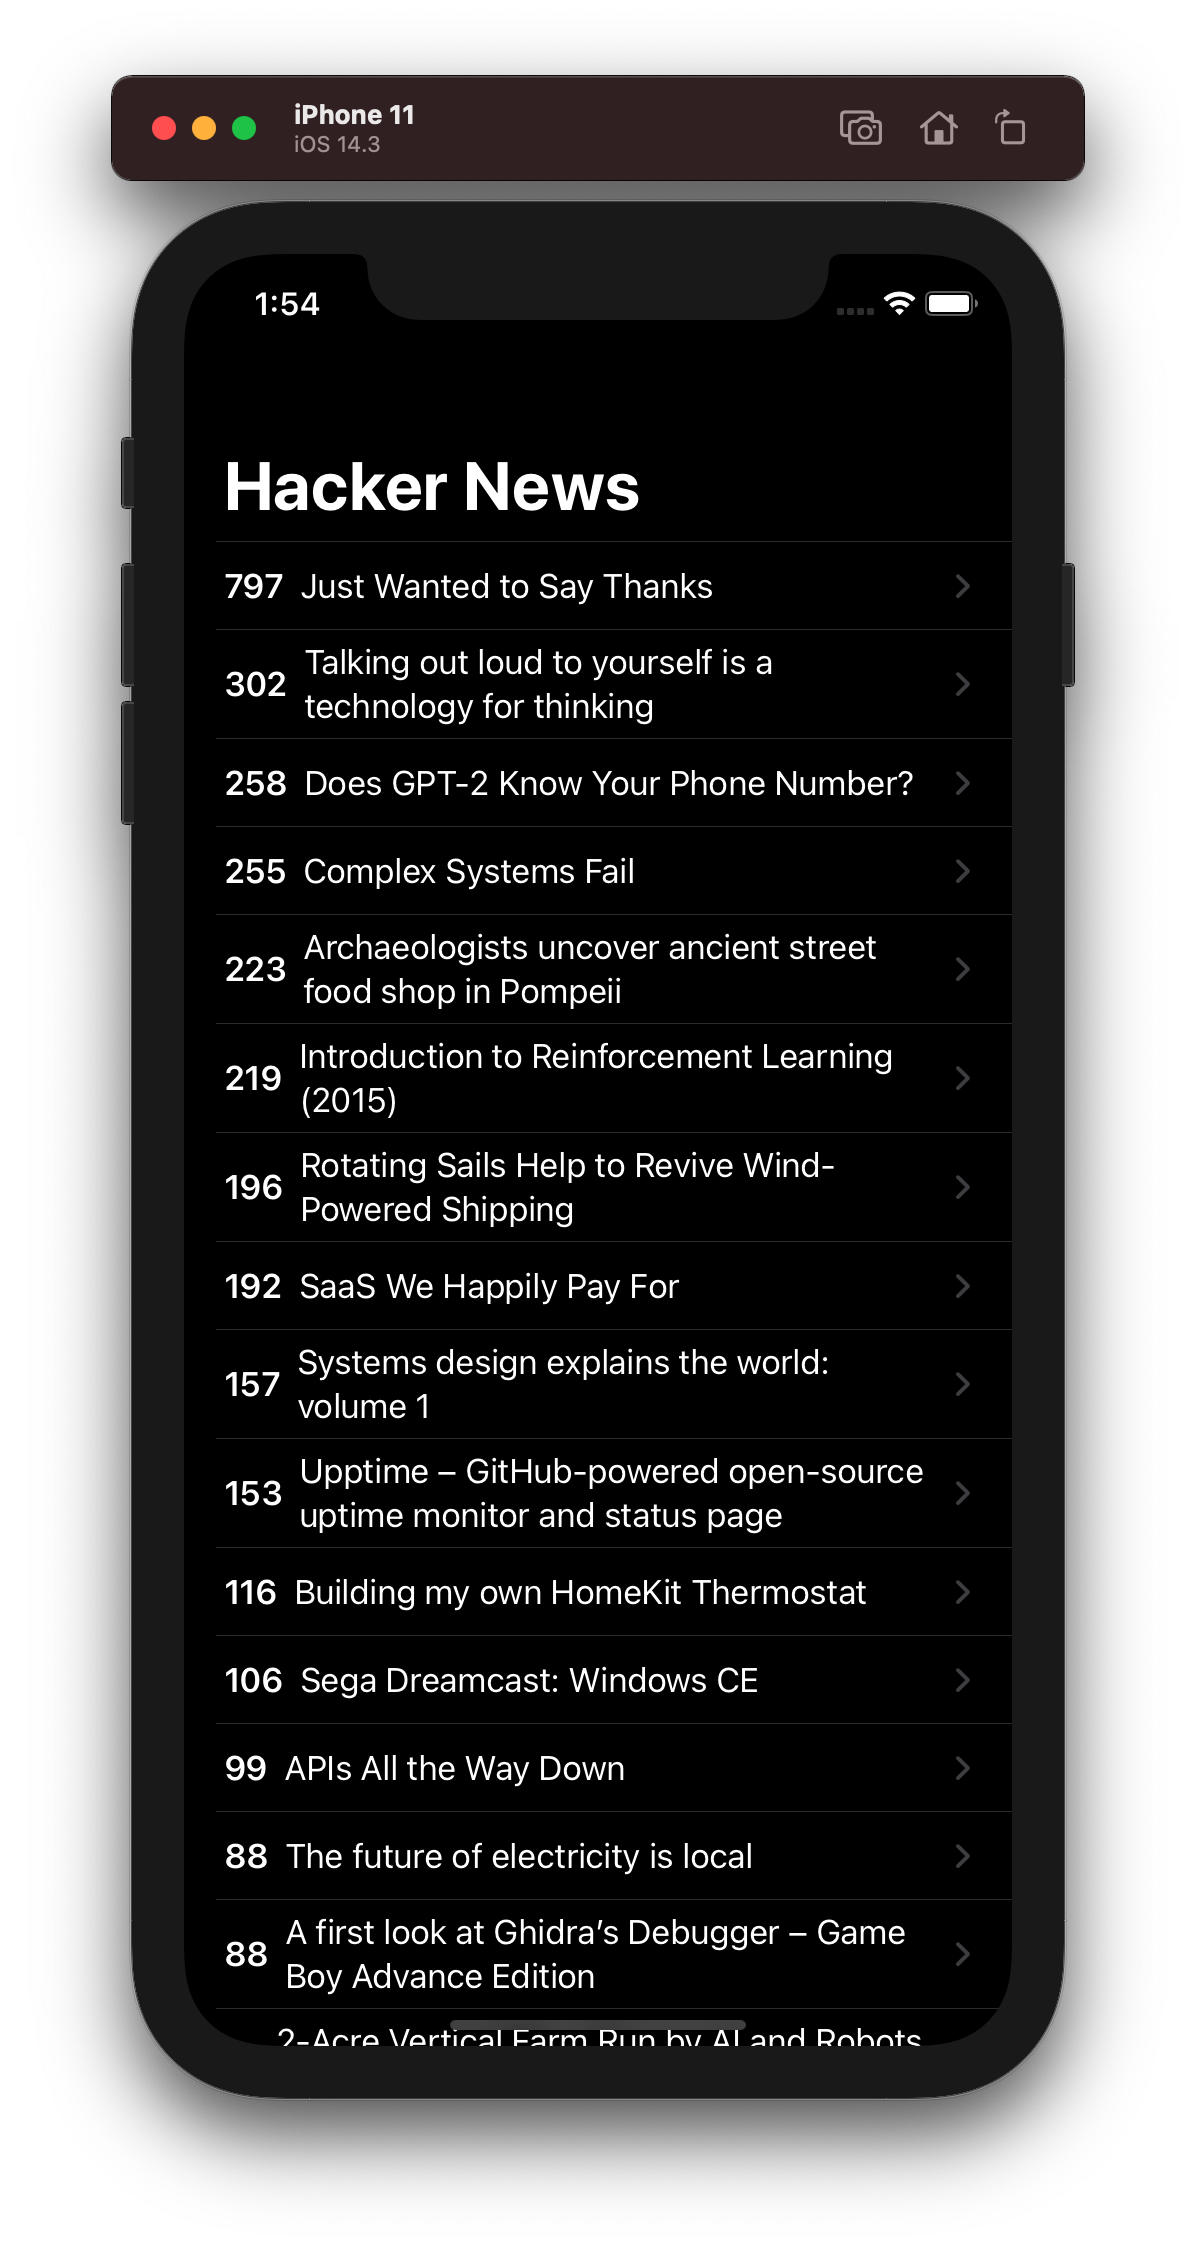 iPhone 11
iOS 14.3
1:54
Hacker News
797 Just Wanted to Say Thanks
302 Talking out loud to yourself is a
technology for thinking
258 Does GPT-2 Know Your Phone Number?
255 Complex Systems Fail
223 Archaeologists uncover ancient street
food shop in Pompeii
219 Introduction to Reinforcement Learning
(2015)
196 Rotating Sails Help to Revive Wind-
Powered Shipping
192 SaaS We Happily Pay For
157 Systems design explains the world:
volume 1
153 Upptime – GitHub-powered open-source
uptime monitor and status page
116 Building my own HomeKit Thermostat
106 Sega Dreamcast: Windows CE
99 APIs All the Way Down
88 The future of electricity is local
88 A first look at Ghidra’s Debugger – Game
Boy Advance Edition
2-Acre Vertical Farm Run by AI and Robots